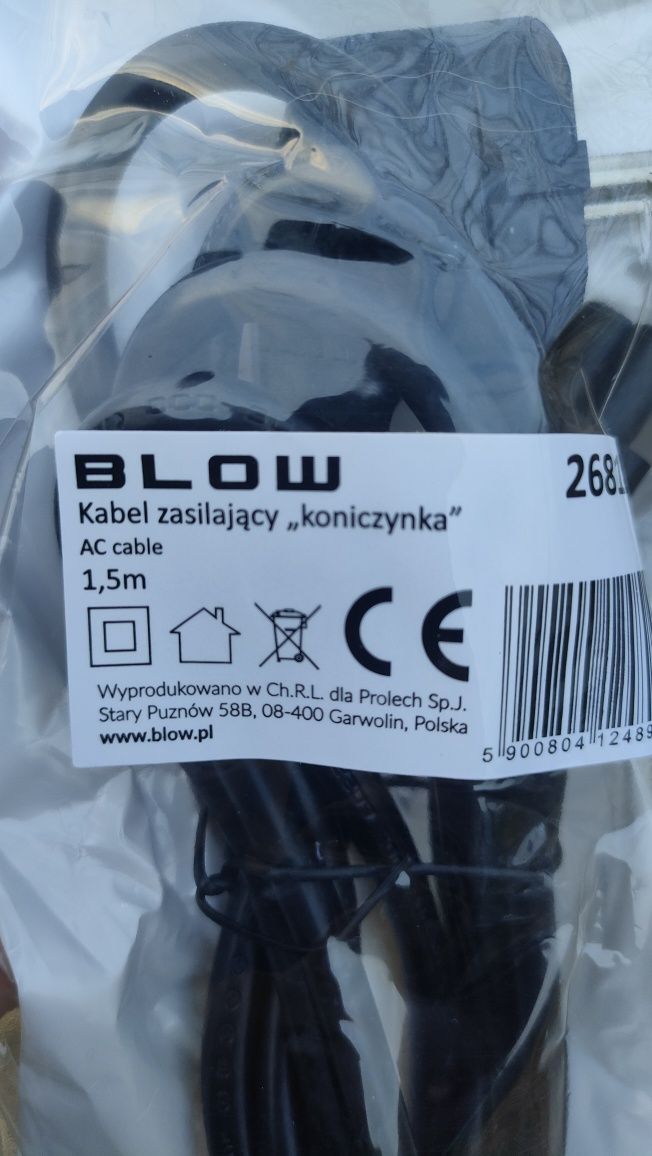 BLOW
Kabel zasilający „koniczynka”
AC cable
1,5m
CE
Wyprodukowano w Ch.R.L. dla Prolech Sp.J.
Stary Puznów 58B, 08-400 Garwolin, Polska
www.blow.pl
268
5 900804 12489